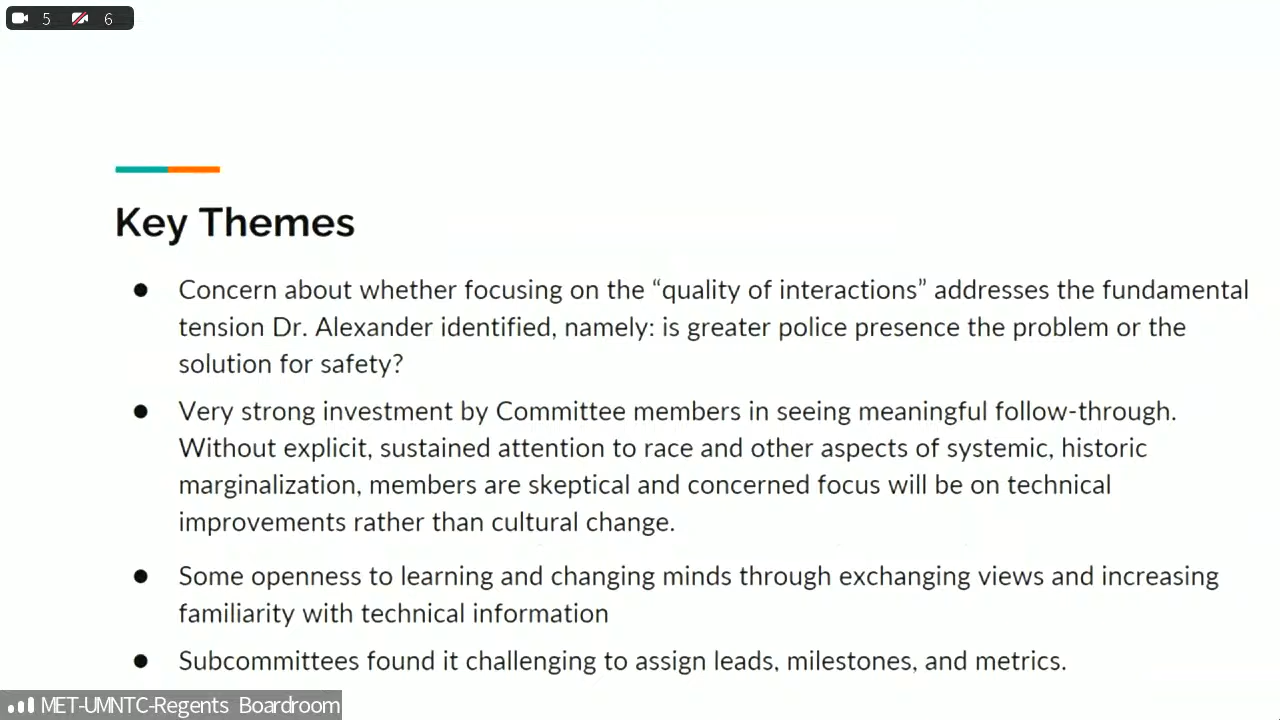 5 6
Key Themes
● Concern about whether focusing on the “quality of interactions” addresses the fundamental
tension Dr. Alexander identified, namely: is greater police presence the problem or the
solution for safety?
● Very strong investment by Committee members in seeing meaningful follow-through.
Without explicit, sustained attention to race and other aspects of systemic, historic
marginalization, members are skeptical and concerned focus will be on technical
improvements rather than cultural change.
● Some openness to learning and changing minds through exchanging views and increasing
familiarity with technical information
● Subcommittees found it challenging to assign leads, milestones, and metrics.
MET-UMNTC-Regents Boardroom